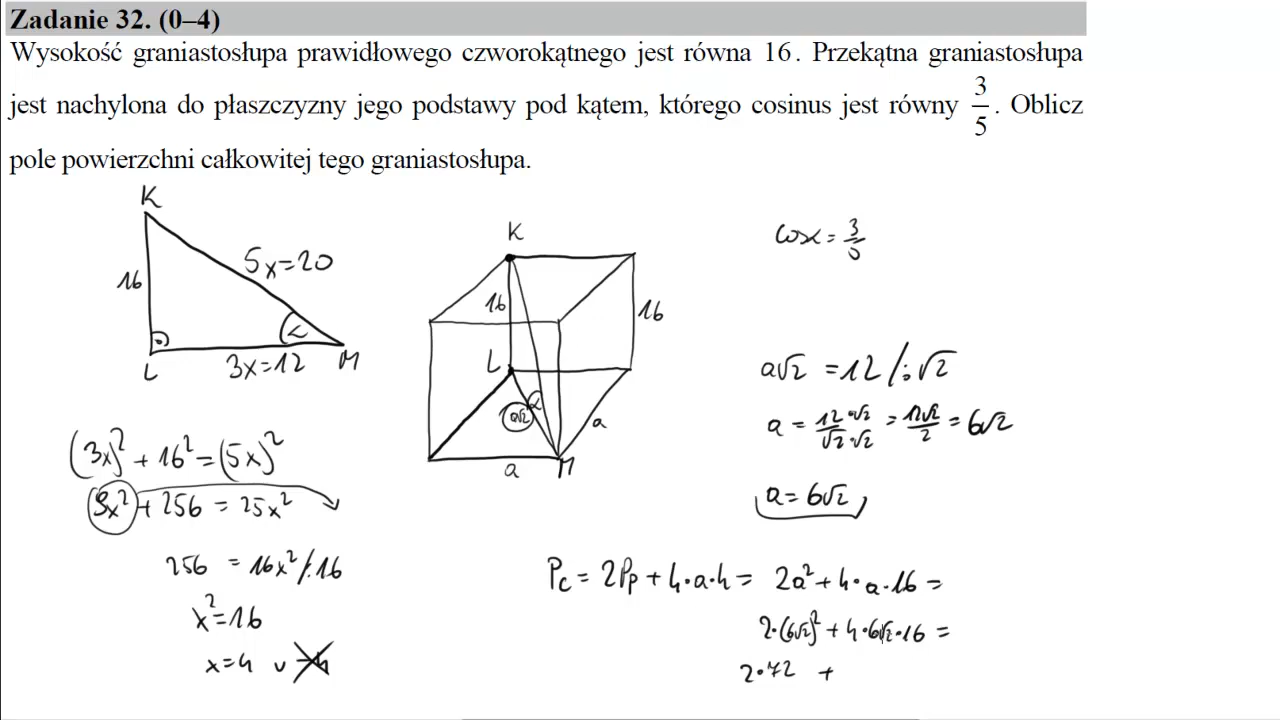 Zadanie 32. (0–4)
Wysokość graniastosłupa prawidłowego czworokątnego jest równa 16. Przekątna graniastosłupa
jest nachylona do płaszczyzny jego podstawy pod kątem, którego cosinus jest równy 3/5. Oblicz
pole powierzchni całkowitej tego graniastosłupa.
K
16
5x=20
α
L
3x=12
M
K
16
16
L
α
a√2
a
a
M
cosα = 3/5
(3x)² + 16² = (5x)²
9x² + 256 = 25x²
256 = 16x² /:16
x² = 16
x=4 v -4
a√2 = 12 /:√2
a = 12·√2/√2·√2 = 12√2/2 = 6√2
a = 6√2
Pc = 2Pp + 4·a·h = 2a² + 4·a·16 =
2·(6√2)² + 4·6√2·16 =
2·72 +